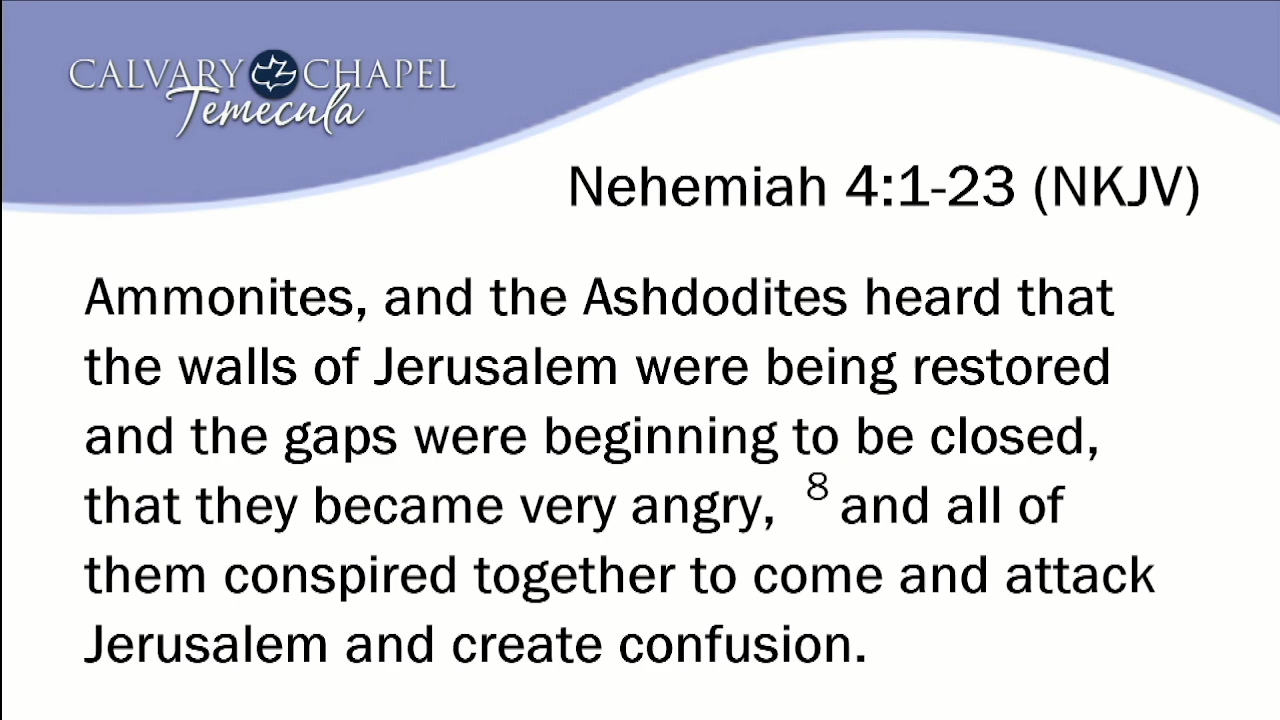 CALVARY CHAPEL
Temecula
Nehemiah 4:1-23 (NKJV)
Ammonites, and the Ashdodites heard that
the walls of Jerusalem were being restored
and the gaps were beginning to be closed,
that they became very angry, 8 and all of
them conspired together to come and attack
Jerusalem and create confusion.